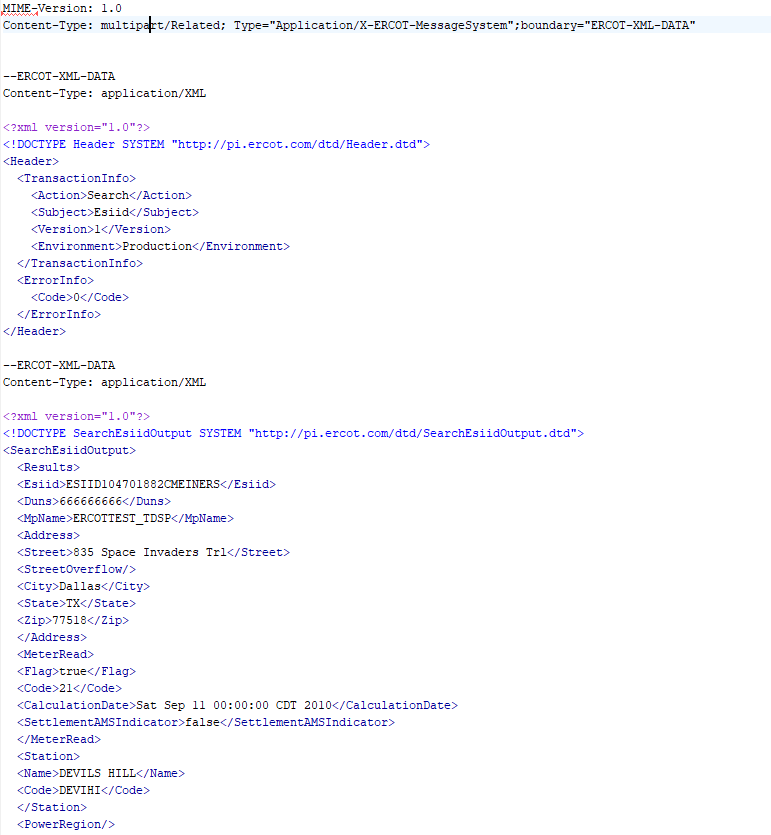 MIME-Version: 1.0
Content-Type: multipart/Related; Type="Application/X-ERCOT-MessageSystem";boundary="ERCOT-XML-DATA"
--ERCOT-XML-DATA
Content-Type: application/XML
<?xml version="1.0"?>
<!DOCTYPE Header SYSTEM "http://pi.ercot.com/dtd/Header.dtd">
<Header>
<TransactionInfo>
<Action>Search</Action>
<Subject>Esiid</Subject>
<Version>1</Version>
<Environment>Production</Environment>
</TransactionInfo>
<ErrorInfo>
<Code>0</Code>
</ErrorInfo>
</Header>
--ERCOT-XML-DATA
Content-Type: application/XML
<?xml version="1.0"?>
<!DOCTYPE SearchEsiidOutput SYSTEM "http://pi.ercot.com/dtd/SearchEsiidOutput.dtd">
<SearchEsiidOutput>
<Results>
<Esiid>ESIID104701882CMEINERS</Esiid>
<Duns>666666666</Duns>
<MpName>ERCOTTEST_TDSP</MpName>
<Address>
<Street>835 Space Invaders Trl</Street>
<StreetOverflow/>
<City>Dallas</City>
<State>TX</State>
<Zip>77518</Zip>
</Address>
<MeterRead>
<Flag>true</Flag>
<Code>21</Code>
<CalculationDate>Sat Sep 11 00:00:00 CDT 2010</CalculationDate>
<SettlementAMSIndicator>false</SettlementAMSIndicator>
</MeterRead>
<Station>
<Name>DEVILS HILL</Name>
<Code>DEVIHI</Code>
</Station>
<PowerRegion/>